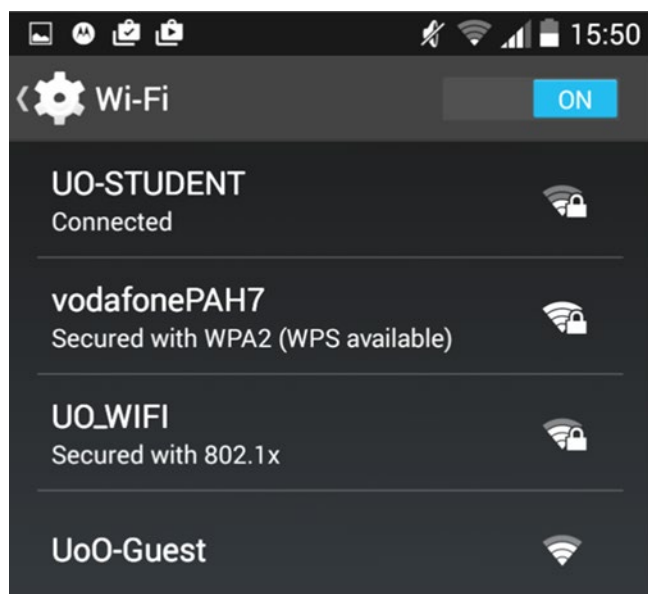 15:50
Wi-Fi
ON
UO-STUDENT
Connected
vodafonePAH7
Secured with WPA2 (WPS available)
UO_WIFI
Secured with 802.1x
UoO-Guest